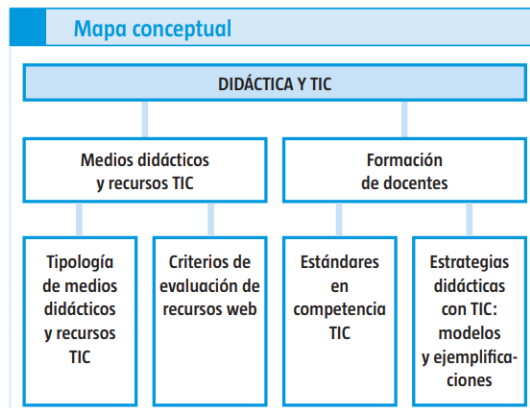 Mapa conceptual
DIDÁCTICA Y TIC
Medios didácticos
y recursos TIC
Formación
de docentes
Tipología
de medios
didácticos
y recursos
TIC
Criterios de
evaluación de
recursos web
Estándares
en
competencia
TIC
Estrategias
didácticas
con TIC:
modelos
y ejemplifica-
ciones